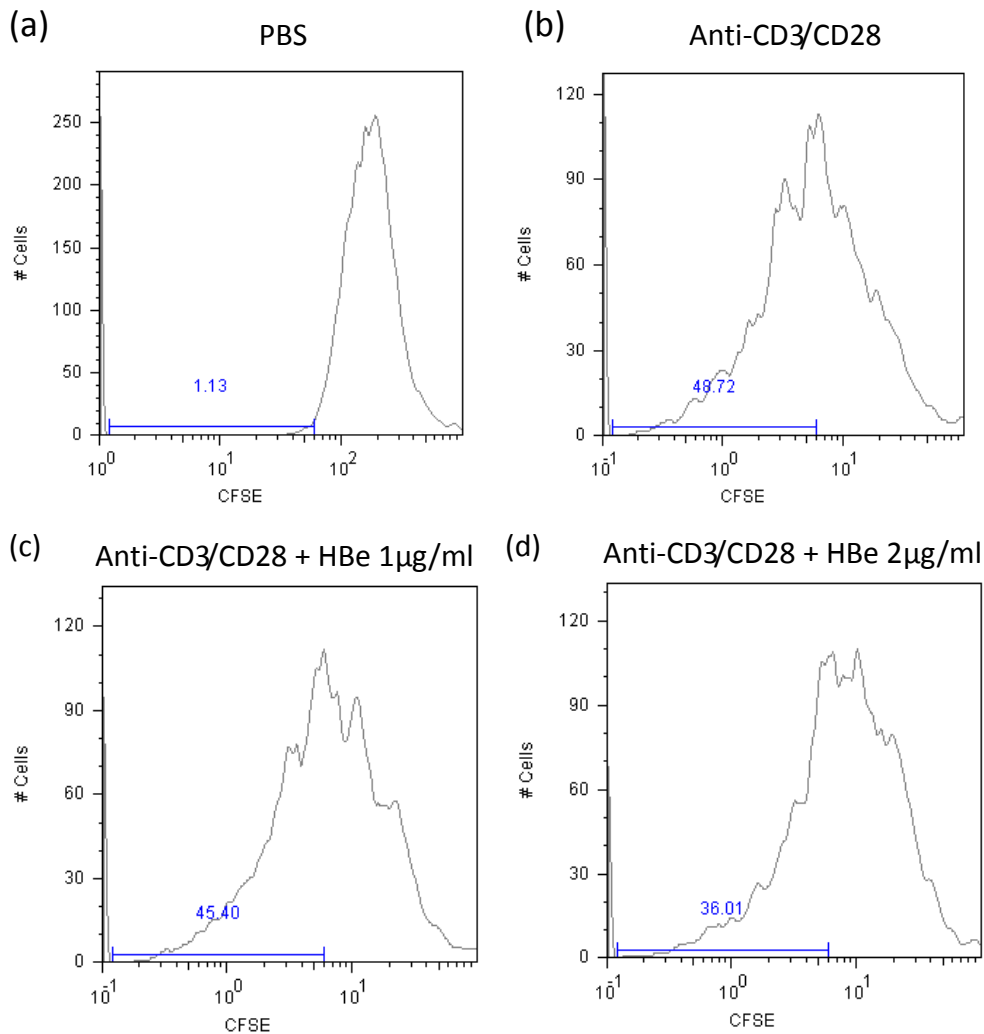 (a)
PBS
250
200
150
100
50
0
# Cells
1.13
10^0
10^1
10^2
CFSE
(b)
Anti-CD3/CD28
120
90
60
30
0
# Cells
48.72
10^-1
10^0
10^1
CFSE
(c)
Anti-CD3/CD28 + HBe 1µg/ml
120
90
60
30
0
# Cells
45.40
10^-1
10^0
10^1
CFSE
(d)
Anti-CD3/CD28 + HBe 2µg/ml
120
90
60
30
0
# Cells
36.01
10^-1
10^0
10^1
CFSE